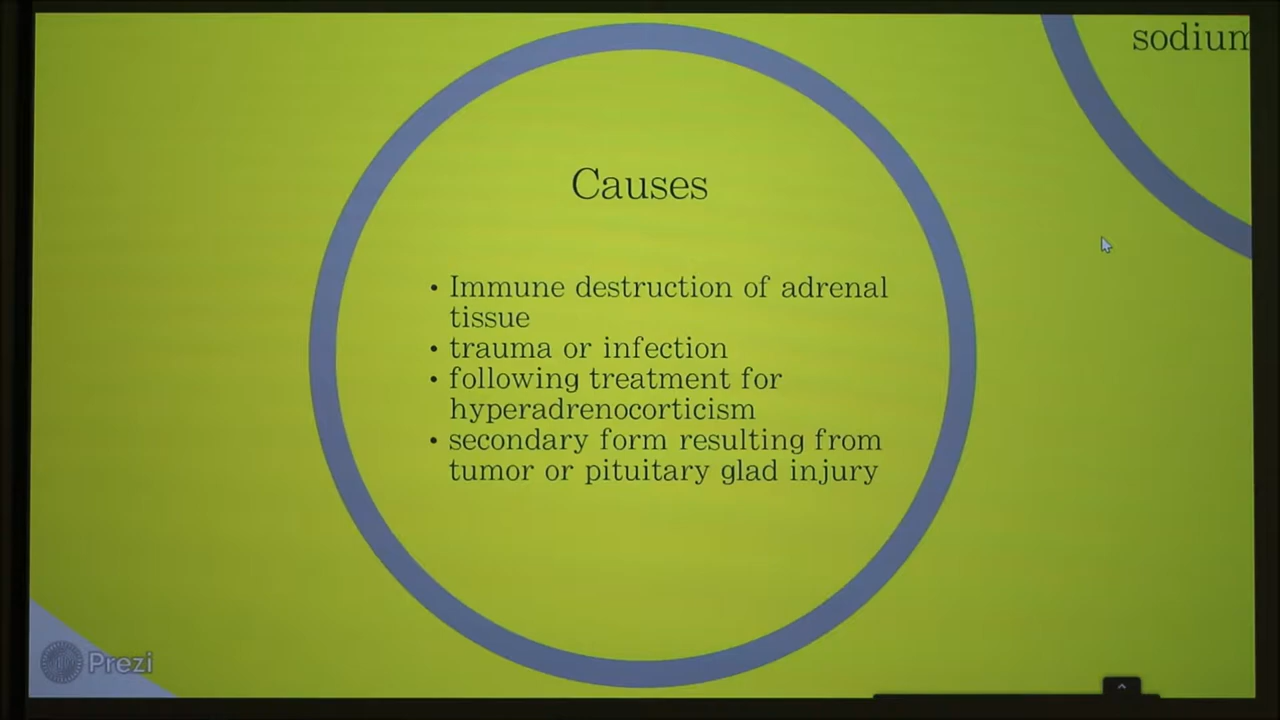 sodium
Causes
• Immune destruction of adrenal
tissue
• trauma or infection
• following treatment for
hyperadrenocorticism
• secondary form resulting from
tumor or pituitary glad injury
Prezi